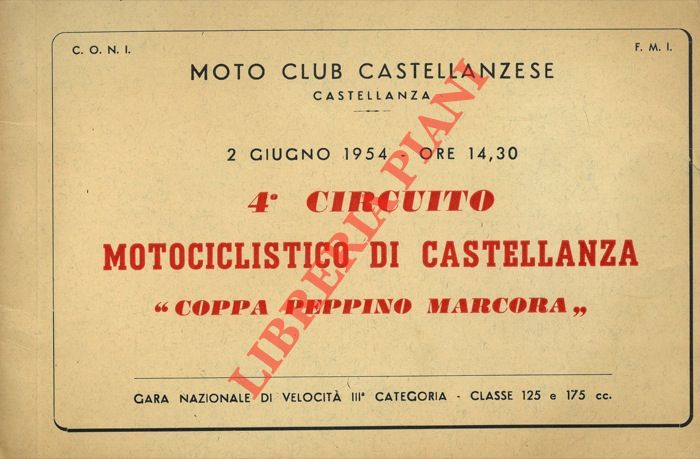 C. O. N. I.
F. M. I.
MOTO CLUB CASTELLANZESE
CASTELLANZA
2 GIUGNO 1954 - ORE 14,30
4° CIRCUITO
MOTOCICLISTICO DI CASTELLANZA
“COPPA PEPPINO MARCORA„
GARA NAZIONALE DI VELOCITÀ IIIª CATEGORIA - CLASSE 125 e 175 cc.
LIBRERIA PIANI